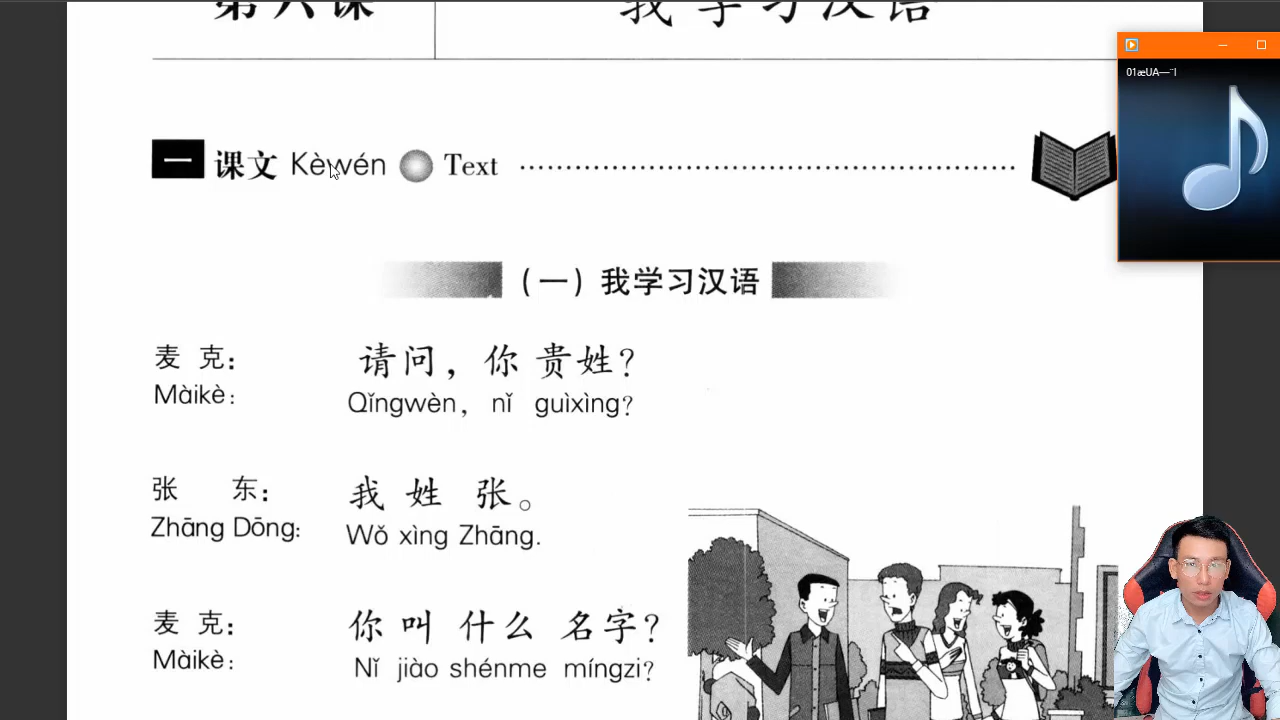 第六课 我学习汉语
01æUA—¨I
一 课文 Kèwén Text
(一) 我学习汉语
麦克： 请问，你贵姓？
Màikè: Qǐngwèn, nǐ guìxìng?
张东： 我姓张。
Zhāng Dōng: Wǒ xìng Zhāng.
麦克： 你叫什么名字？
Màikè: Nǐ jiào shénme míngzi?